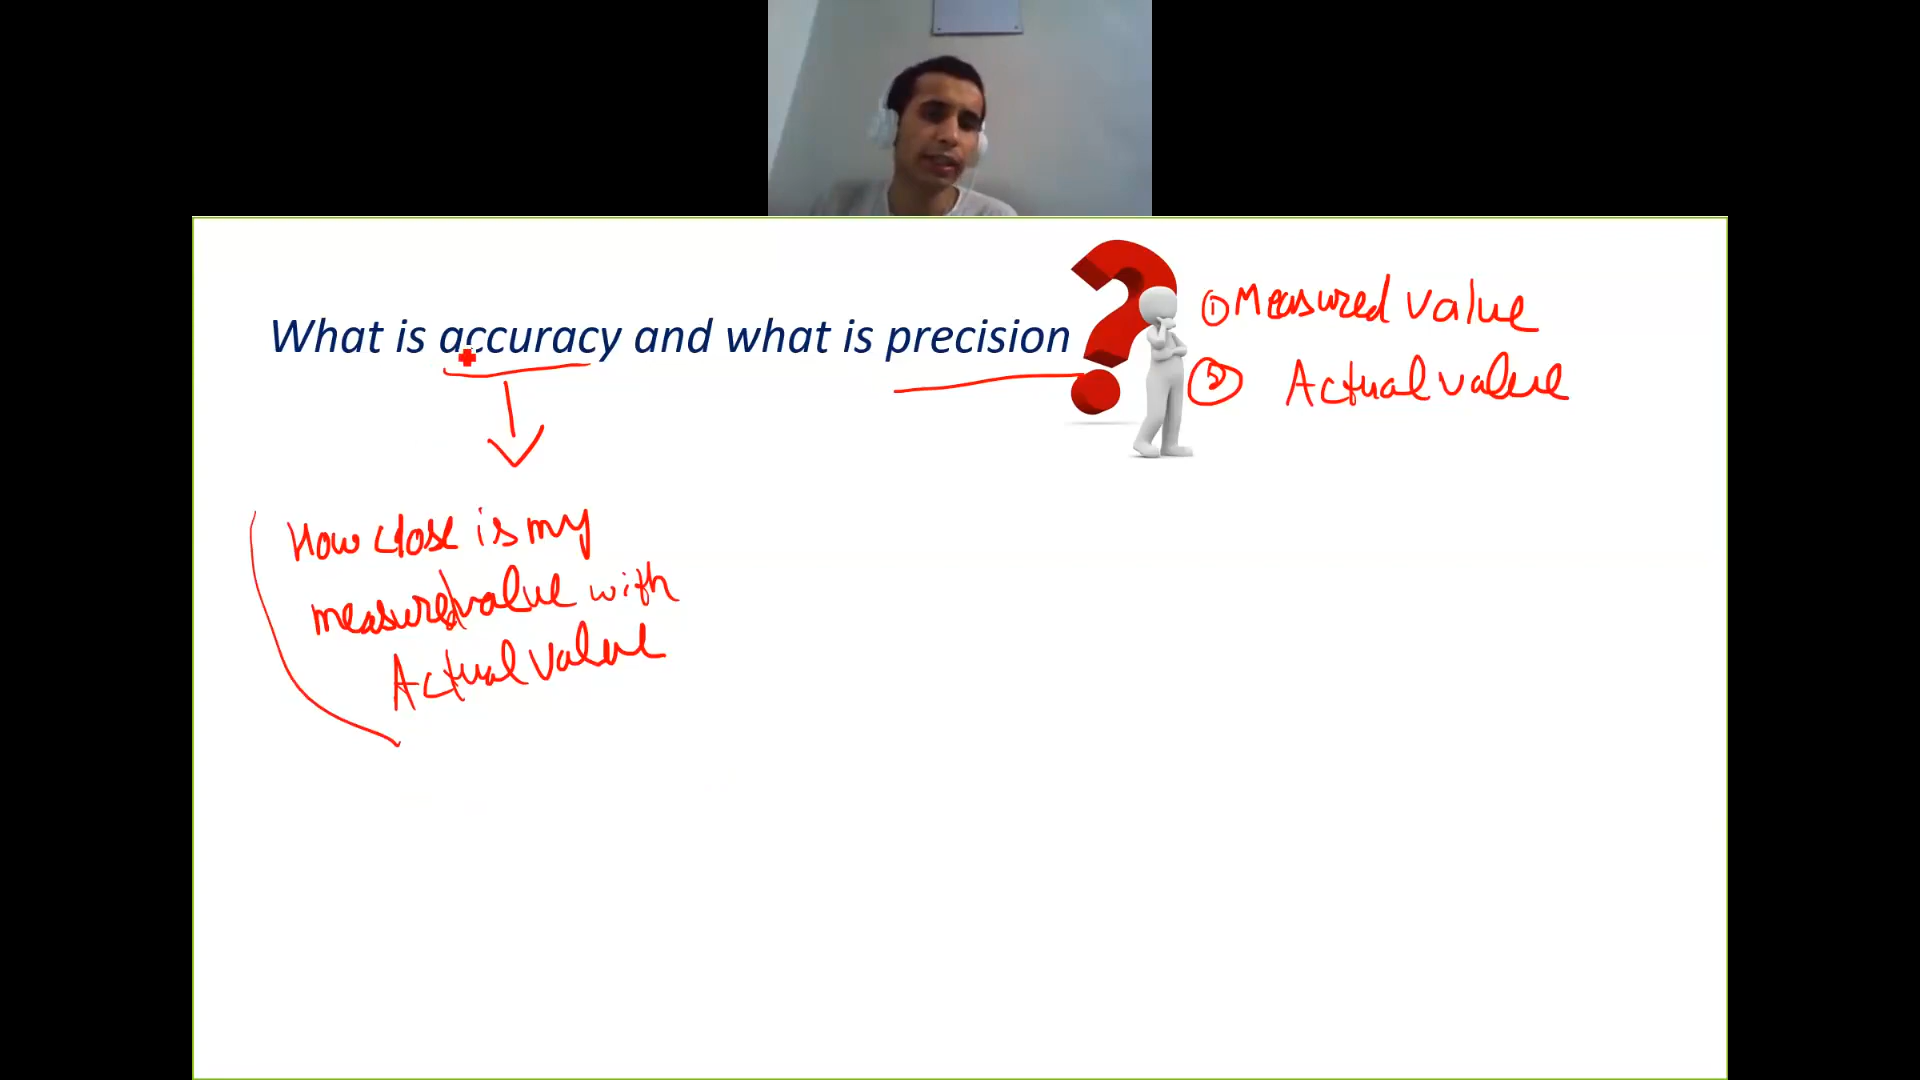 What is accuracy and what is precision
① Measured value
② Actual value
How close is my
measured value with
Actual value